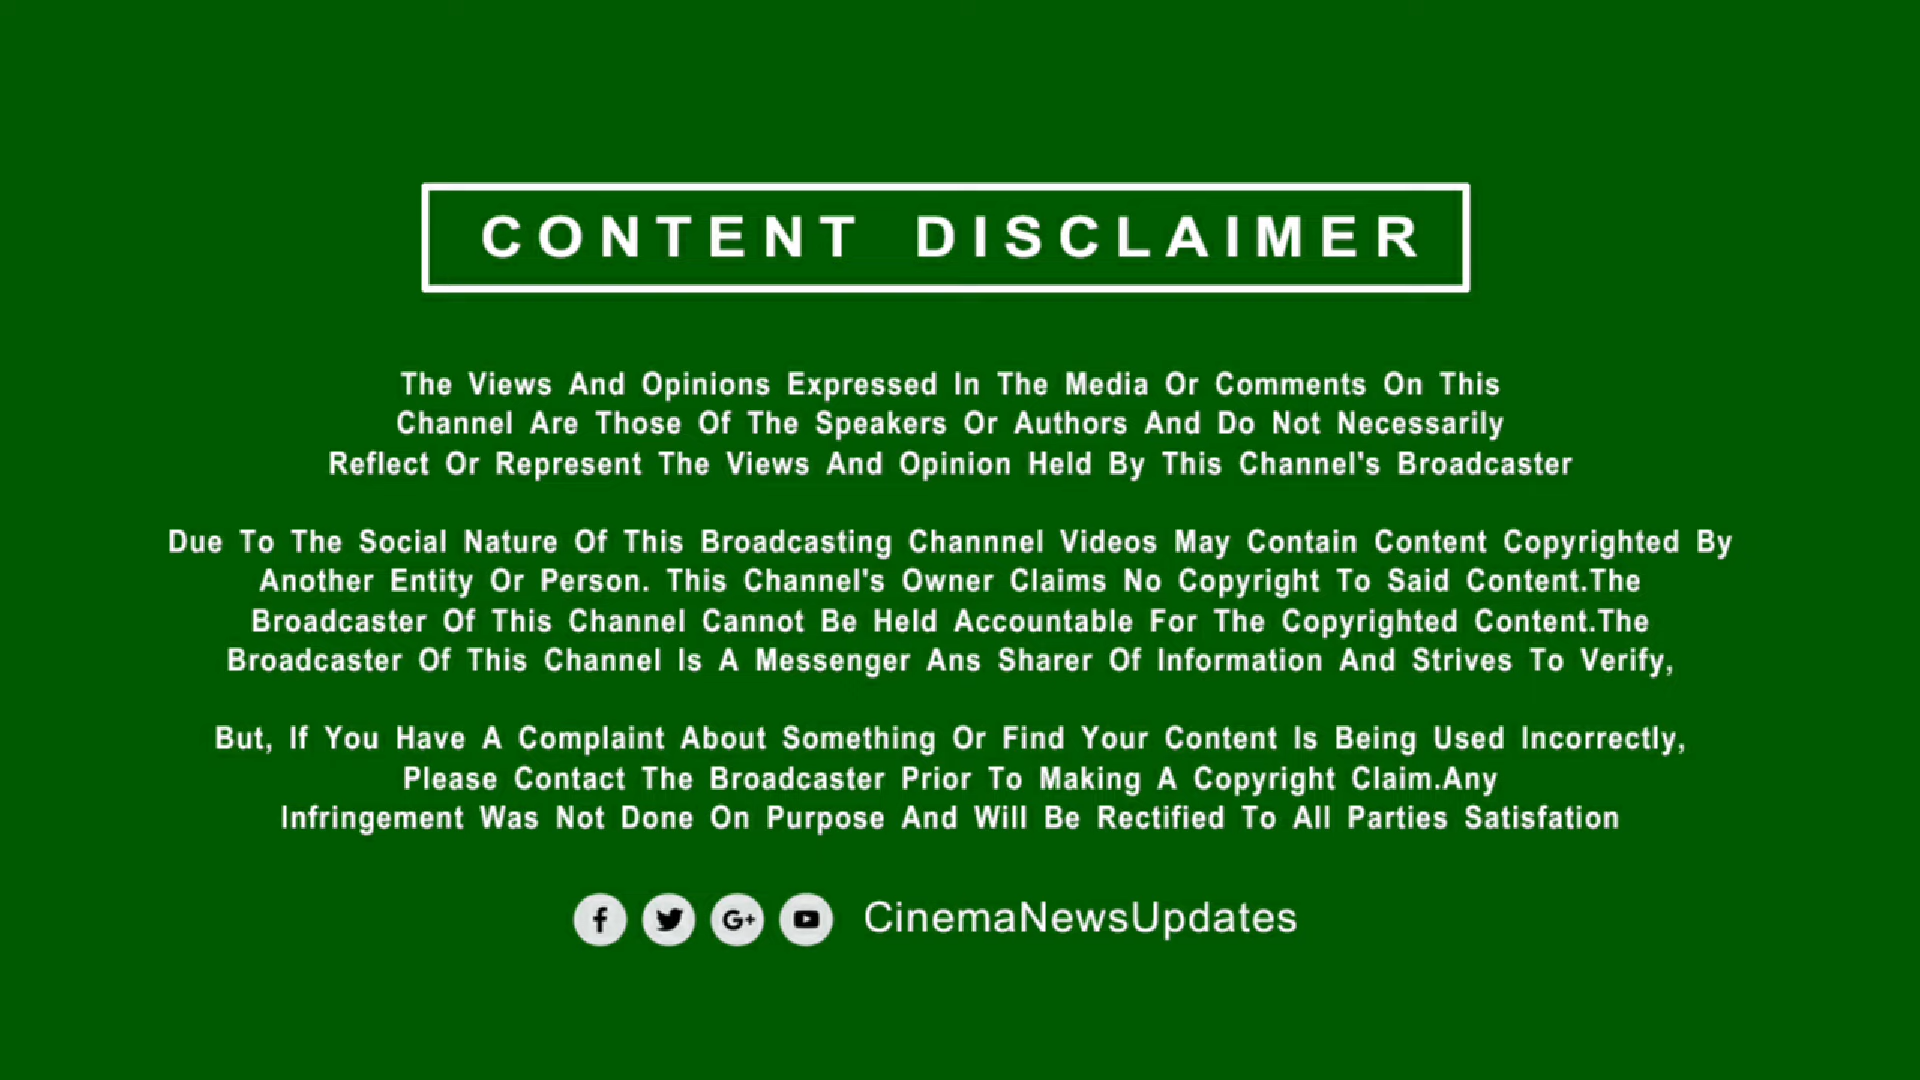 CONTENT DISCLAIMER
The Views And Opinions Expressed In The Media Or Comments On This
Channel Are Those Of The Speakers Or Authors And Do Not Necessarily
Reflect Or Represent The Views And Opinion Held By This Channel's Broadcaster
Due To The Social Nature Of This Broadcasting Channnel Videos May Contain Content Copyrighted By
Another Entity Or Person. This Channel's Owner Claims No Copyright To Said Content.The
Broadcaster Of This Channel Cannot Be Held Accountable For The Copyrighted Content.The
Broadcaster Of This Channel Is A Messenger Ans Sharer Of Information And Strives To Verify,
But, If You Have A Complaint About Something Or Find Your Content Is Being Used Incorrectly,
Please Contact The Broadcaster Prior To Making A Copyright Claim.Any
Infringement Was Not Done On Purpose And Will Be Rectified To All Parties Satisfation
f G+ CinemaNewsUpdates